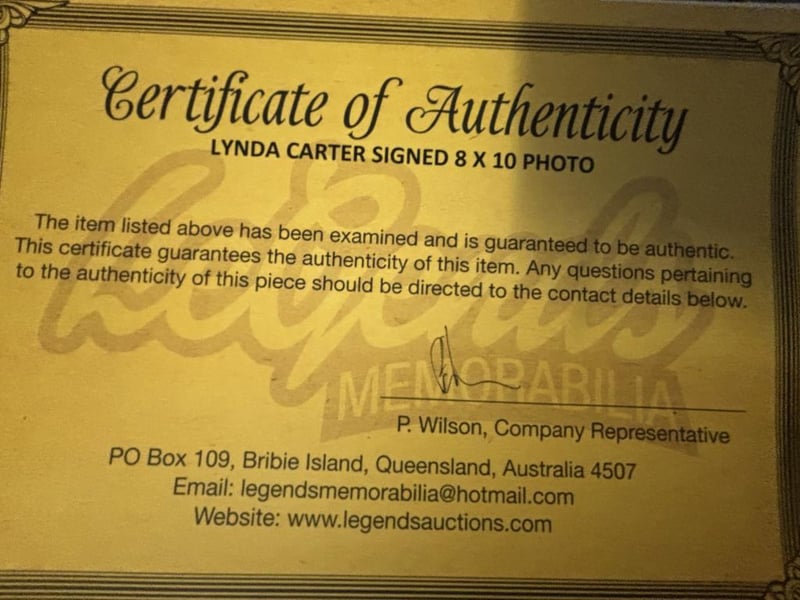 Certificate of Authenticity
LYNDA CARTER SIGNED 8 X 10 PHOTO
The item listed above has been examined and is guaranteed to be authentic.
This certificate guarantees the authenticity of this item. Any questions pertaining
to the authenticity of this piece should be directed to the contact details below.
Legends
MEMORABILIA
P. Wilson, Company Representative
PO Box 109, Bribie Island, Queensland, Australia 4507
Email: legendsmemorabilia@hotmail.com
Website: www.legendsauctions.com